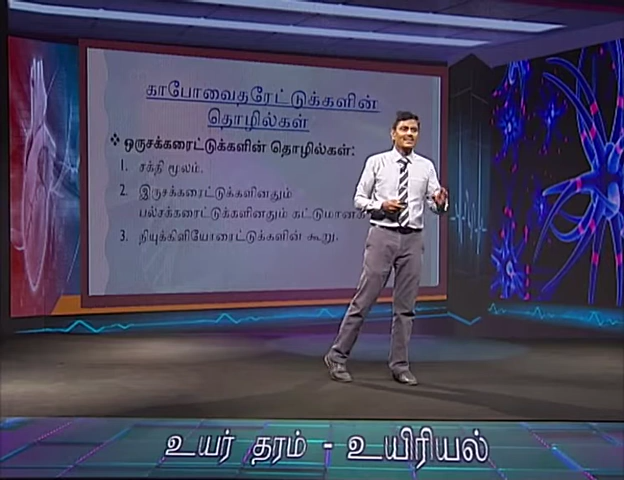 காபோவைதரேட்டுக்களின்
தொழில்கள்
❖ ஒருசக்கரைட்டுக்களின் தொழில்கள்:
1. சக்தி மூலம்.
2. இருசக்கரைட்டுக்களினதும்
பல்சக்கரைட்டுக்களினதும்
3. நியுக்கிளியோரைட்டுக்களின் கூறு.
உயர் தரம் - உயிரியல்